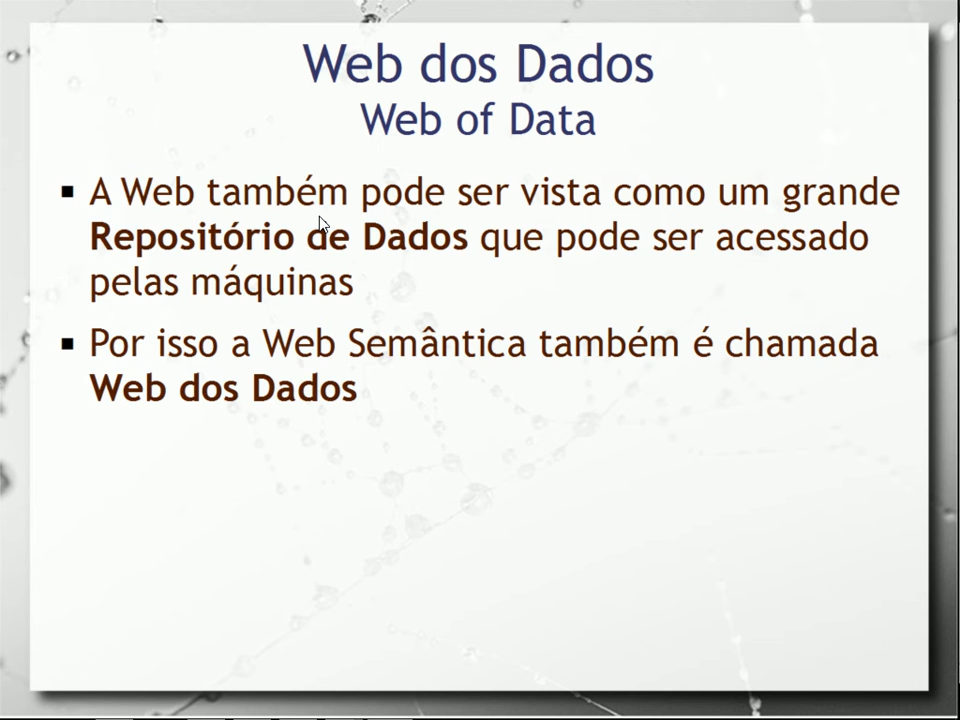 Web dos Dados
Web of Data
▪ A Web também pode ser vista como um grande
Repositório de Dados que pode ser acessado
pelas máquinas
▪ Por isso a Web Semântica também é chamada
Web dos Dados